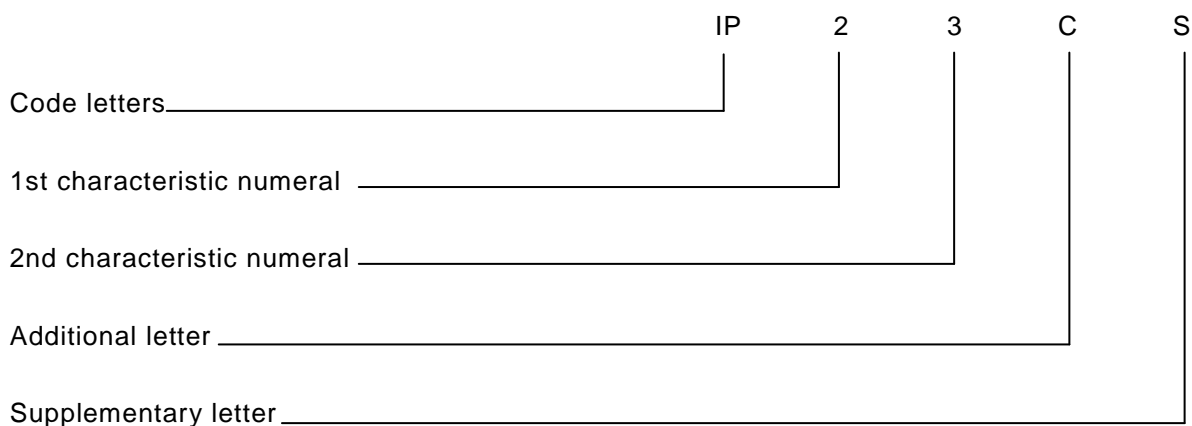 IP 2 3 C S
Code letters
1st characteristic numeral
2nd characteristic numeral
Additional letter
Supplementary letter